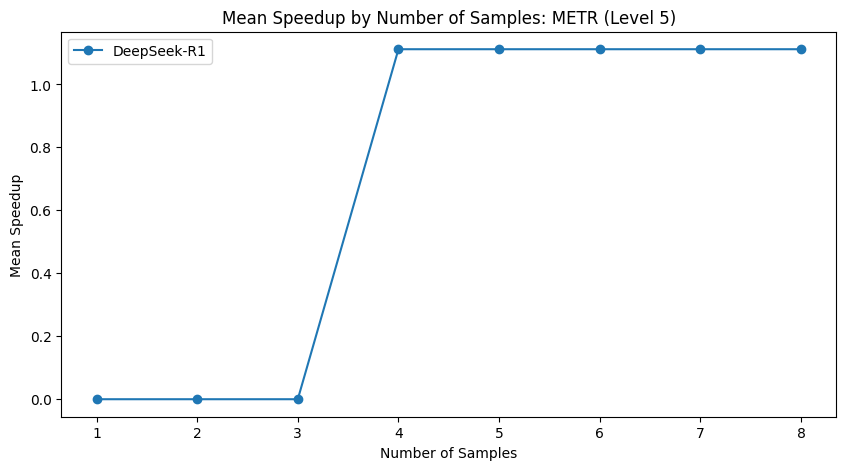 Mean Speedup by Number of Samples: METR (Level 5)
DeepSeek-R1
1.0
0.8
0.6
0.4
0.2
0.0
Mean Speedup
1 2 3 4 5 6 7 8
Number of Samples